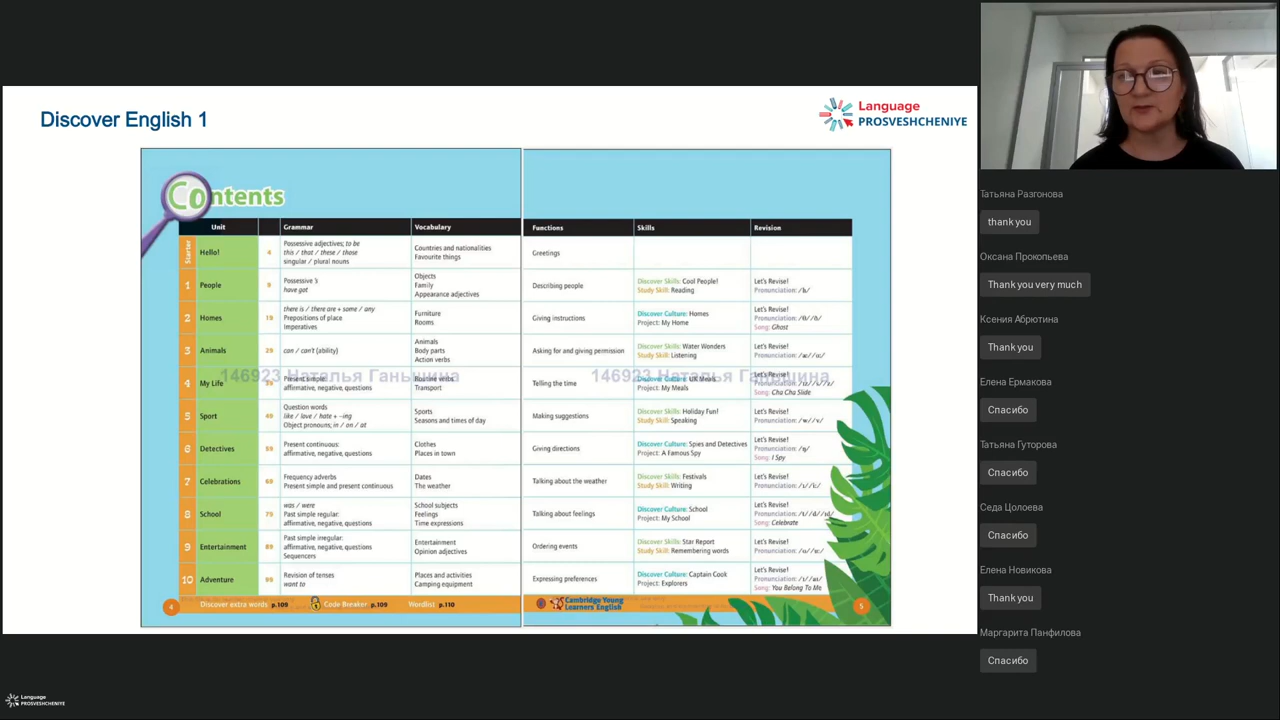 Discover English 1
Language
PROSVESHCHENIYE
Contents
Unit Grammar Vocabulary Functions Skills Revision
Starter
Hello!
4
Possessive adjectives; to be
this / that / these / those
singular / plural nouns
Countries and nationalities
Favourite things
Greetings
1
People
9
Possessive 's
have got
Objects
Family
Appearance adjectives
Describing people
Discover Skills: Cool People!
Study Skill: Reading
Let's Revise!
Pronunciation: /h/
2
Homes
19
there is / there are + some / any
Prepositions of place
Imperatives
Furniture
Rooms
Giving instructions
Discover Culture: Homes
Project: My Home
Let's Revise!
Pronunciation: /θ//ð/
Song: Ghost
3
Animals
29
can / can't (ability)
Animals
Body parts
Action verbs
Asking for and giving permission
Discover Skills: Water Wonders
Study Skill: Listening
Let's Revise!
Pronunciation:
146923 Наталья Ганьшина
146923 Наталья Ганьшина
4
My Life
Present simple:
affirmative, negative, questions
Routine verbs
Transport
Telling the time
Discover Culture: UK Meals
Project: My Meals
Let's Revise!
Pronunciation:
Song: Cha Cha Slide
5
Sport
49
Question words
like / love / hate + -ing
Object pronouns; in / on / at
Sports
Seasons and times of day
Making suggestions
Discover Skills: Holiday Fun!
Study Skill: Speaking
Let's Revise!
Pronunciation: /w//v/
6
Detectives
59
Present continuous:
affirmative, negative, questions
Clothes
Places in town
Giving directions
Discover Culture: Spies and Detectives
Project: A Famous Spy
Let's Revise!
Pronunciation: /ŋ/
Song: I Spy
7
Celebrations
69
Frequency adverbs
Present simple and present continuous
Dates
The weather
Talking about the weather
Discover Skills: Festivals
Study Skill: Writing
Let's Revise!
Pronunciation: /ɪ//iː/
8
School
79
was / were
Past simple regular:
affirmative, negative, questions
School subjects
Feelings
Time expressions
Talking about feelings
Discover Culture: School
Project: My School
Let's Revise!
Pronunciation: /t//d//ɪd/
Song: Celebrate
9
Entertainment
89
Past simple irregular:
affirmative, negative, questions
Sequencers
Entertainment
Opinion adjectives
Ordering events
Discover Skills: Star Report
Study Skill: Remembering words
Let's Revise!
Pronunciation:
10
Adventure
99
Revision of tenses
want to
Places and activities
Camping equipment
Expressing preferences
Discover Culture: Captain Cook
Project: Explorers
Let's Revise!
Pronunciation:
Song: You Belong To Me
4
Discover extra words p.109
Code Breaker p.109
Wordlist p.110
Cambridge Young
Learners English
5
Татьяна Разгонова
thank you
Оксана Прокопьева
Thank you very much
Ксения Абрютина
Thank you
Елена Ермакова
Спасибо
Татьяна Гуторова
Спасибо
Седа Цолоева
Спасибо
Елена Новикова
Thank you
Маргарита Панфилова
Спасибо
Language
PROSVESHCHENIYE